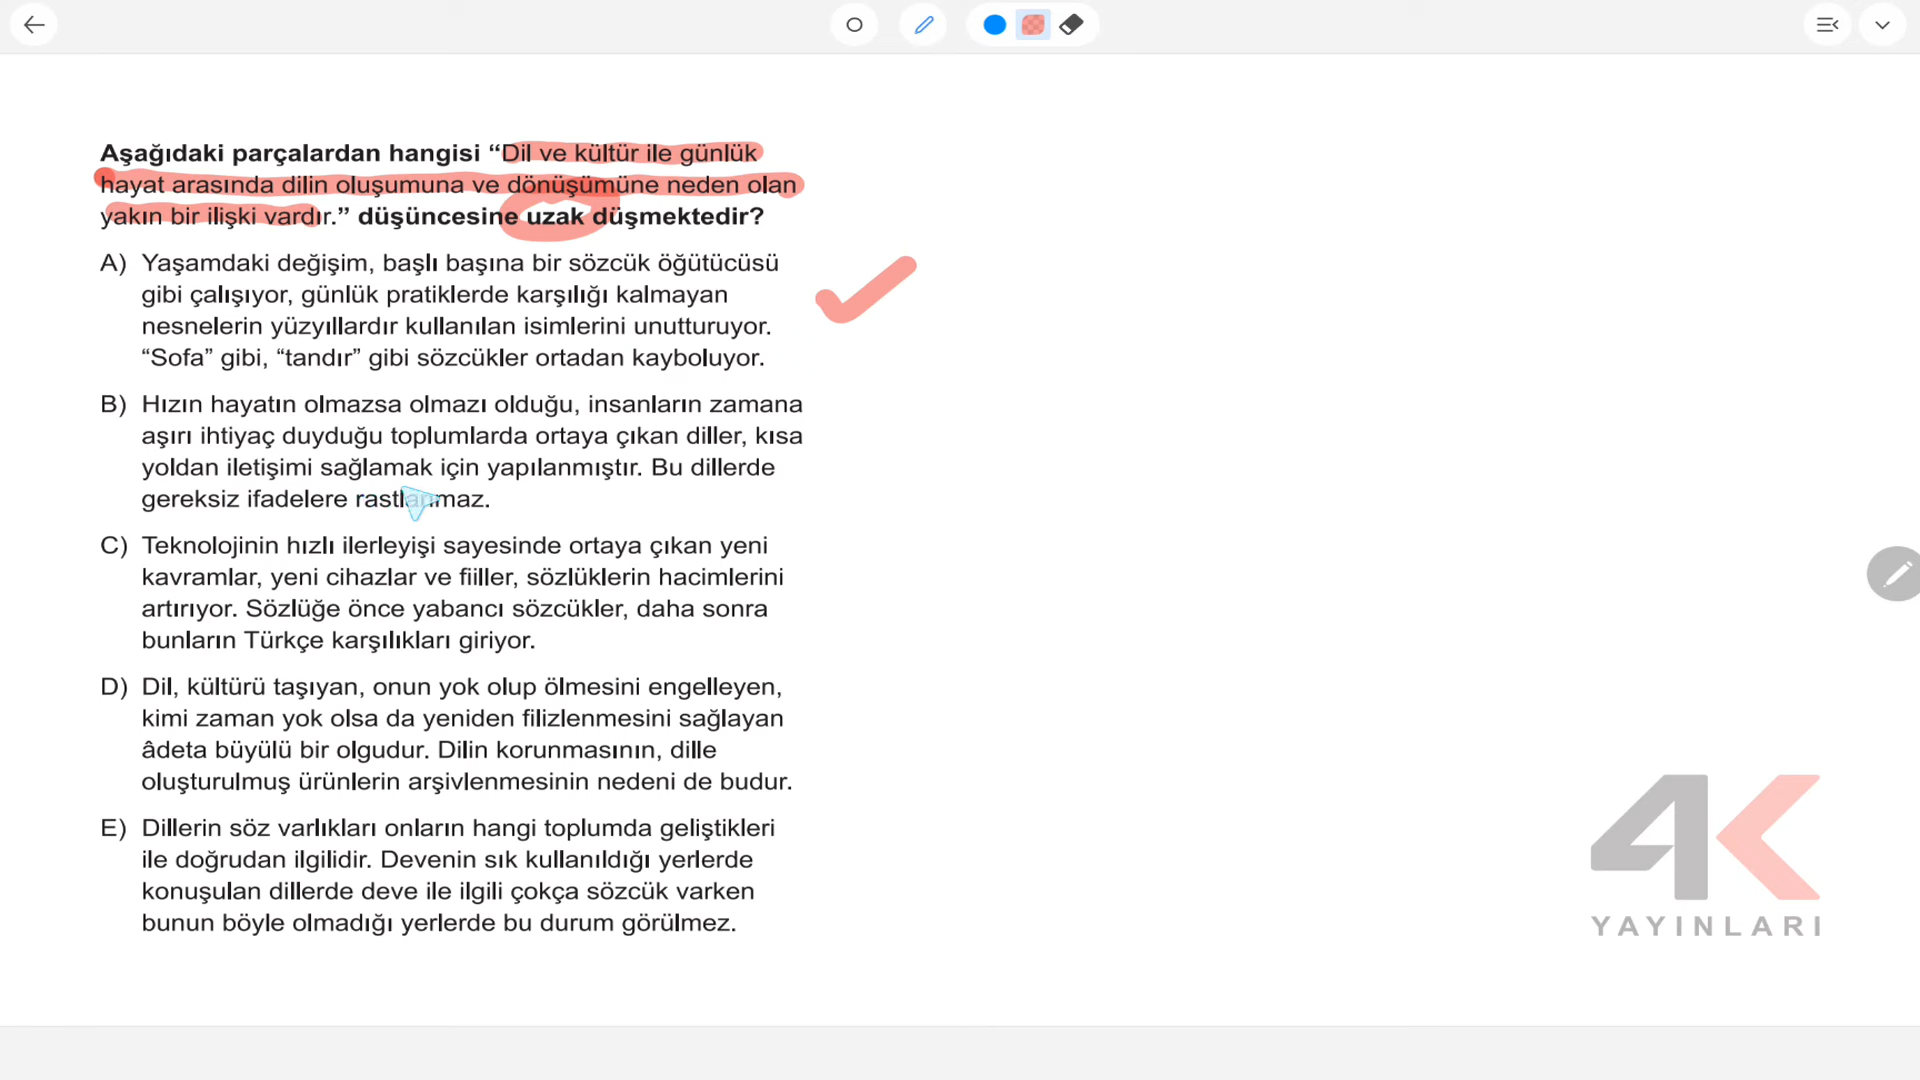 Aşağıdaki parçalardan hangisi “Dil ve kültür ile günlük
hayat arasında dilin oluşumuna ve dönüşümüne neden olan
yakın bir ilişki vardır.” düşüncesine uzak düşmektedir?
A) Yaşamdaki değişim, başlı başına bir sözcük öğütücüsü
gibi çalışıyor, günlük pratiklerde karşılığı kalmayan
nesnelerin yüzyıllardır kullanılan isimlerini unutturuyor.
“Sofa” gibi, “tandır” gibi sözcükler ortadan kayboluyor.
B) Hızın hayatın olmazsa olmazı olduğu, insanların zamana
aşırı ihtiyaç duyduğu toplumlarda ortaya çıkan diller, kısa
yoldan iletişimi sağlamak için yapılanmıştır. Bu dillerde
gereksiz ifadelere rastlanmaz.
C) Teknolojinin hızlı ilerleyişi sayesinde ortaya çıkan yeni
kavramlar, yeni cihazlar ve fiiller, sözlüklerin hacimlerini
artırıyor. Sözlüğe önce yabancı sözcükler, daha sonra
bunların Türkçe karşılıkları giriyor.
D) Dil, kültürü taşıyan, onun yok olup ölmesini engelleyen,
kimi zaman yok olsa da yeniden filizlenmesini sağlayan
âdeta büyülü bir olgudur. Dilin korunmasının, dille
oluşturulmuş ürünlerin arşivlenmesinin nedeni de budur.
E) Dillerin söz varlıkları onların hangi toplumda geliştikleri
ile doğrudan ilgilidir. Devenin sık kullanıldığı yerlerde
konuşulan dillerde deve ile ilgili çokça sözcük varken
bunun böyle olmadığı yerlerde bu durum görülmez.
4K
YAYINLARI